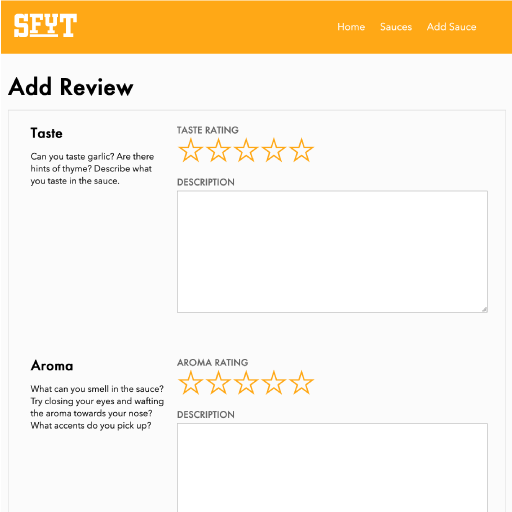 SFYT
Home Sauces Add Sauce
Add Review
Taste
Can you taste garlic? Are there
hints of thyme? Describe what
you taste in the sauce.
TASTE RATING
DESCRIPTION
Aroma
What can you smell in the sauce?
Try closing your eyes and wafting
the aroma towards your nose?
What accents do you pick up?
AROMA RATING
DESCRIPTION